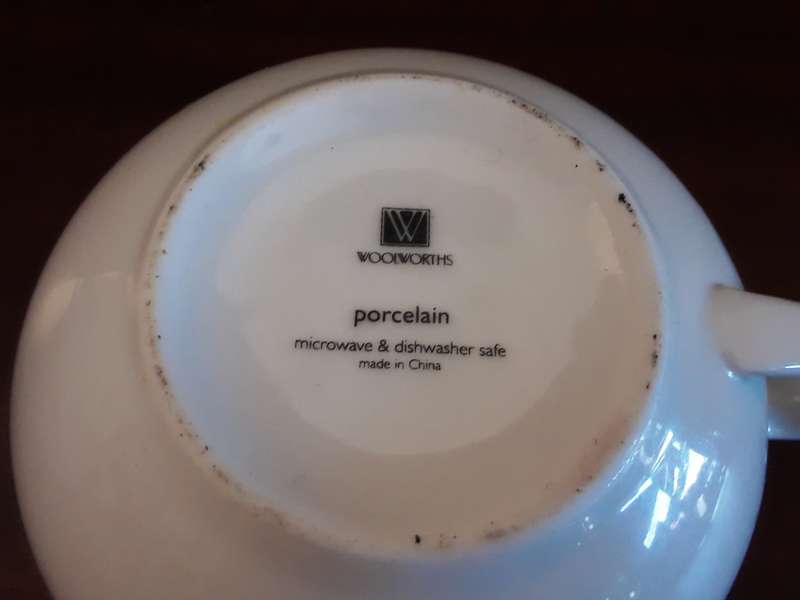 W
WOOLWORTHS
porcelain
microwave & dishwasher safe
made in China